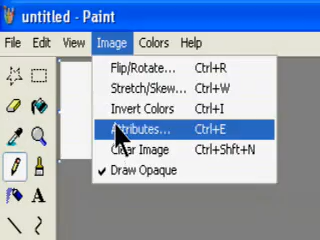 untitled - Paint
File Edit View Image Colors Help
Flip/Rotate... Ctrl+R
Stretch/Skew... Ctrl+W
Invert Colors Ctrl+I
Attributes... Ctrl+E
Clear Image Ctrl+Shft+N
Draw Opaque
A